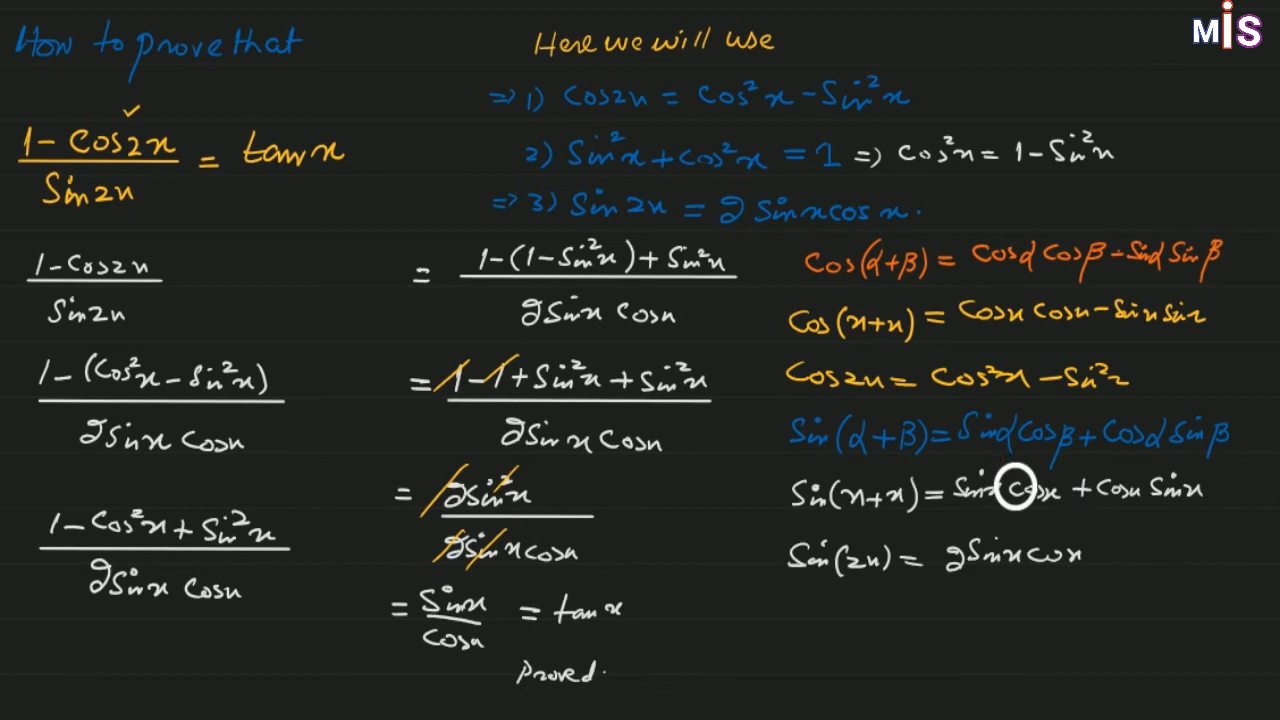 How to prove that
1 - Cos2x / Sin2x = tan x
1 - Cos2x / Sin2x
1 - (Cos²x - Sin²x) / 2Sinx Cosx
1 - Cos²x + Sin²x / 2Sinx Cosx
Here we will use
=> 1) Cos2x = Cos²x - Sin²x
2) Sin²x + Cos²x = 1 => Cos²x = 1 - Sin²x
=> 3) Sin2x = 2 Sinx cosx.
= 1 - (1 - Sin²x) + Sin²x / 2Sinx Cosx
= 1 - 1 + Sin²x + Sin²x / 2Sinx Cosx
= 2Sin²x / 2Sinx cosx
= Sinx / Cosx = tan x
Proved.
Cos(α+β) = Cosα Cosβ - Sinα Sinβ
Cos(x+x) = Cosx Cosx - Sinx Sinx
Cos2x = Cos²x - Sin²x
Sin(α+β) = Sinα Cosβ + Cosα Sinβ
Sin(x+x) = Sinx Cosx + Cosx Sinx
Sin(2x) = 2Sinx cosx
MiS